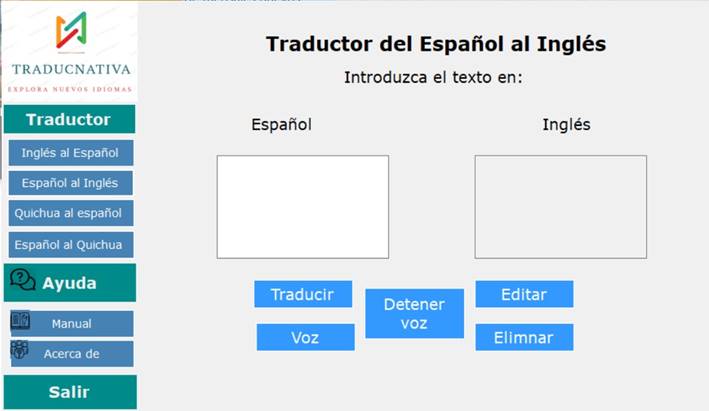 TRADUCNATIVA
EXPLORA NUEVOS IDIOMAS
Traductor
Inglés al Español
Español al Inglés
Quichua al español
Español al Quichua
Ayuda
Manual
Acerca de
Salir
Traductor del Español al Inglés
Introduzca el texto en:
Español
Inglés
Traducir
Detener
voz
Editar
Voz
Elimnar